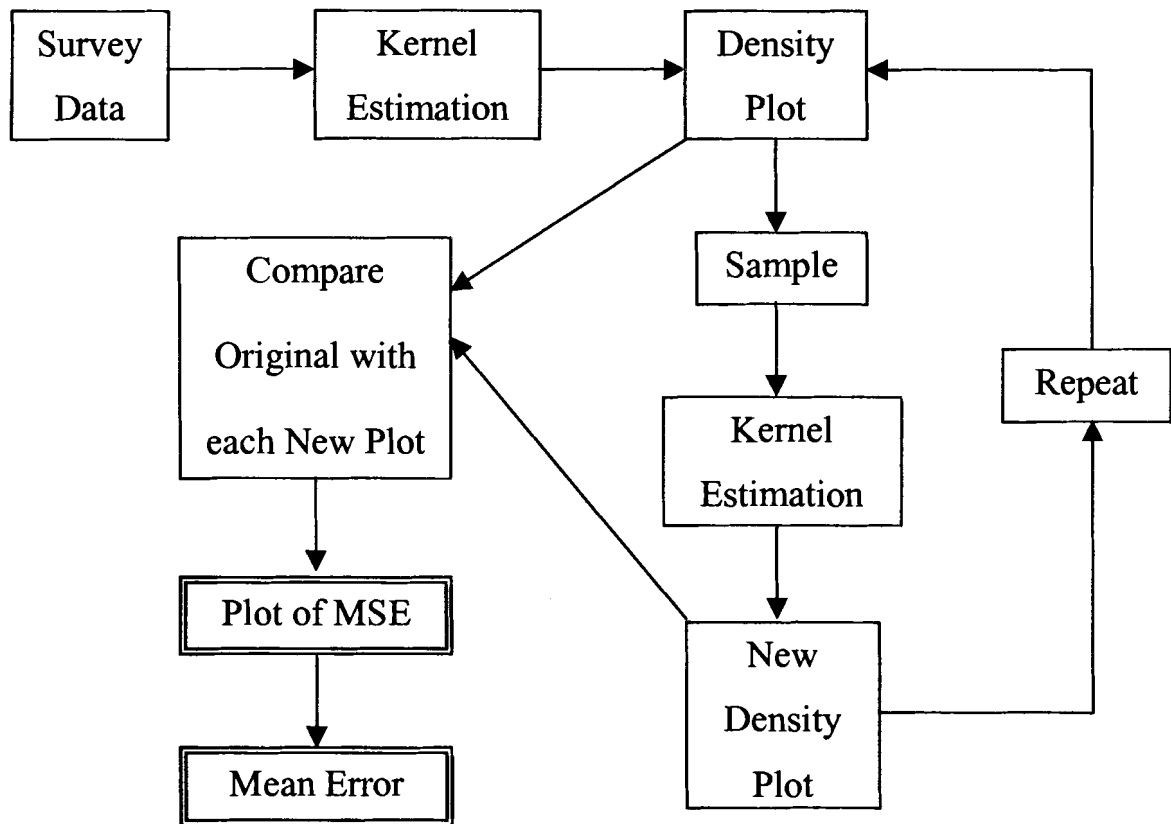 Survey
Data
Kernel
Estimation
Density
Plot
Sample
Kernel
Estimation
New
Density
Plot
Repeat
Compare
Original with
each New Plot
Plot of MSE
Mean Error